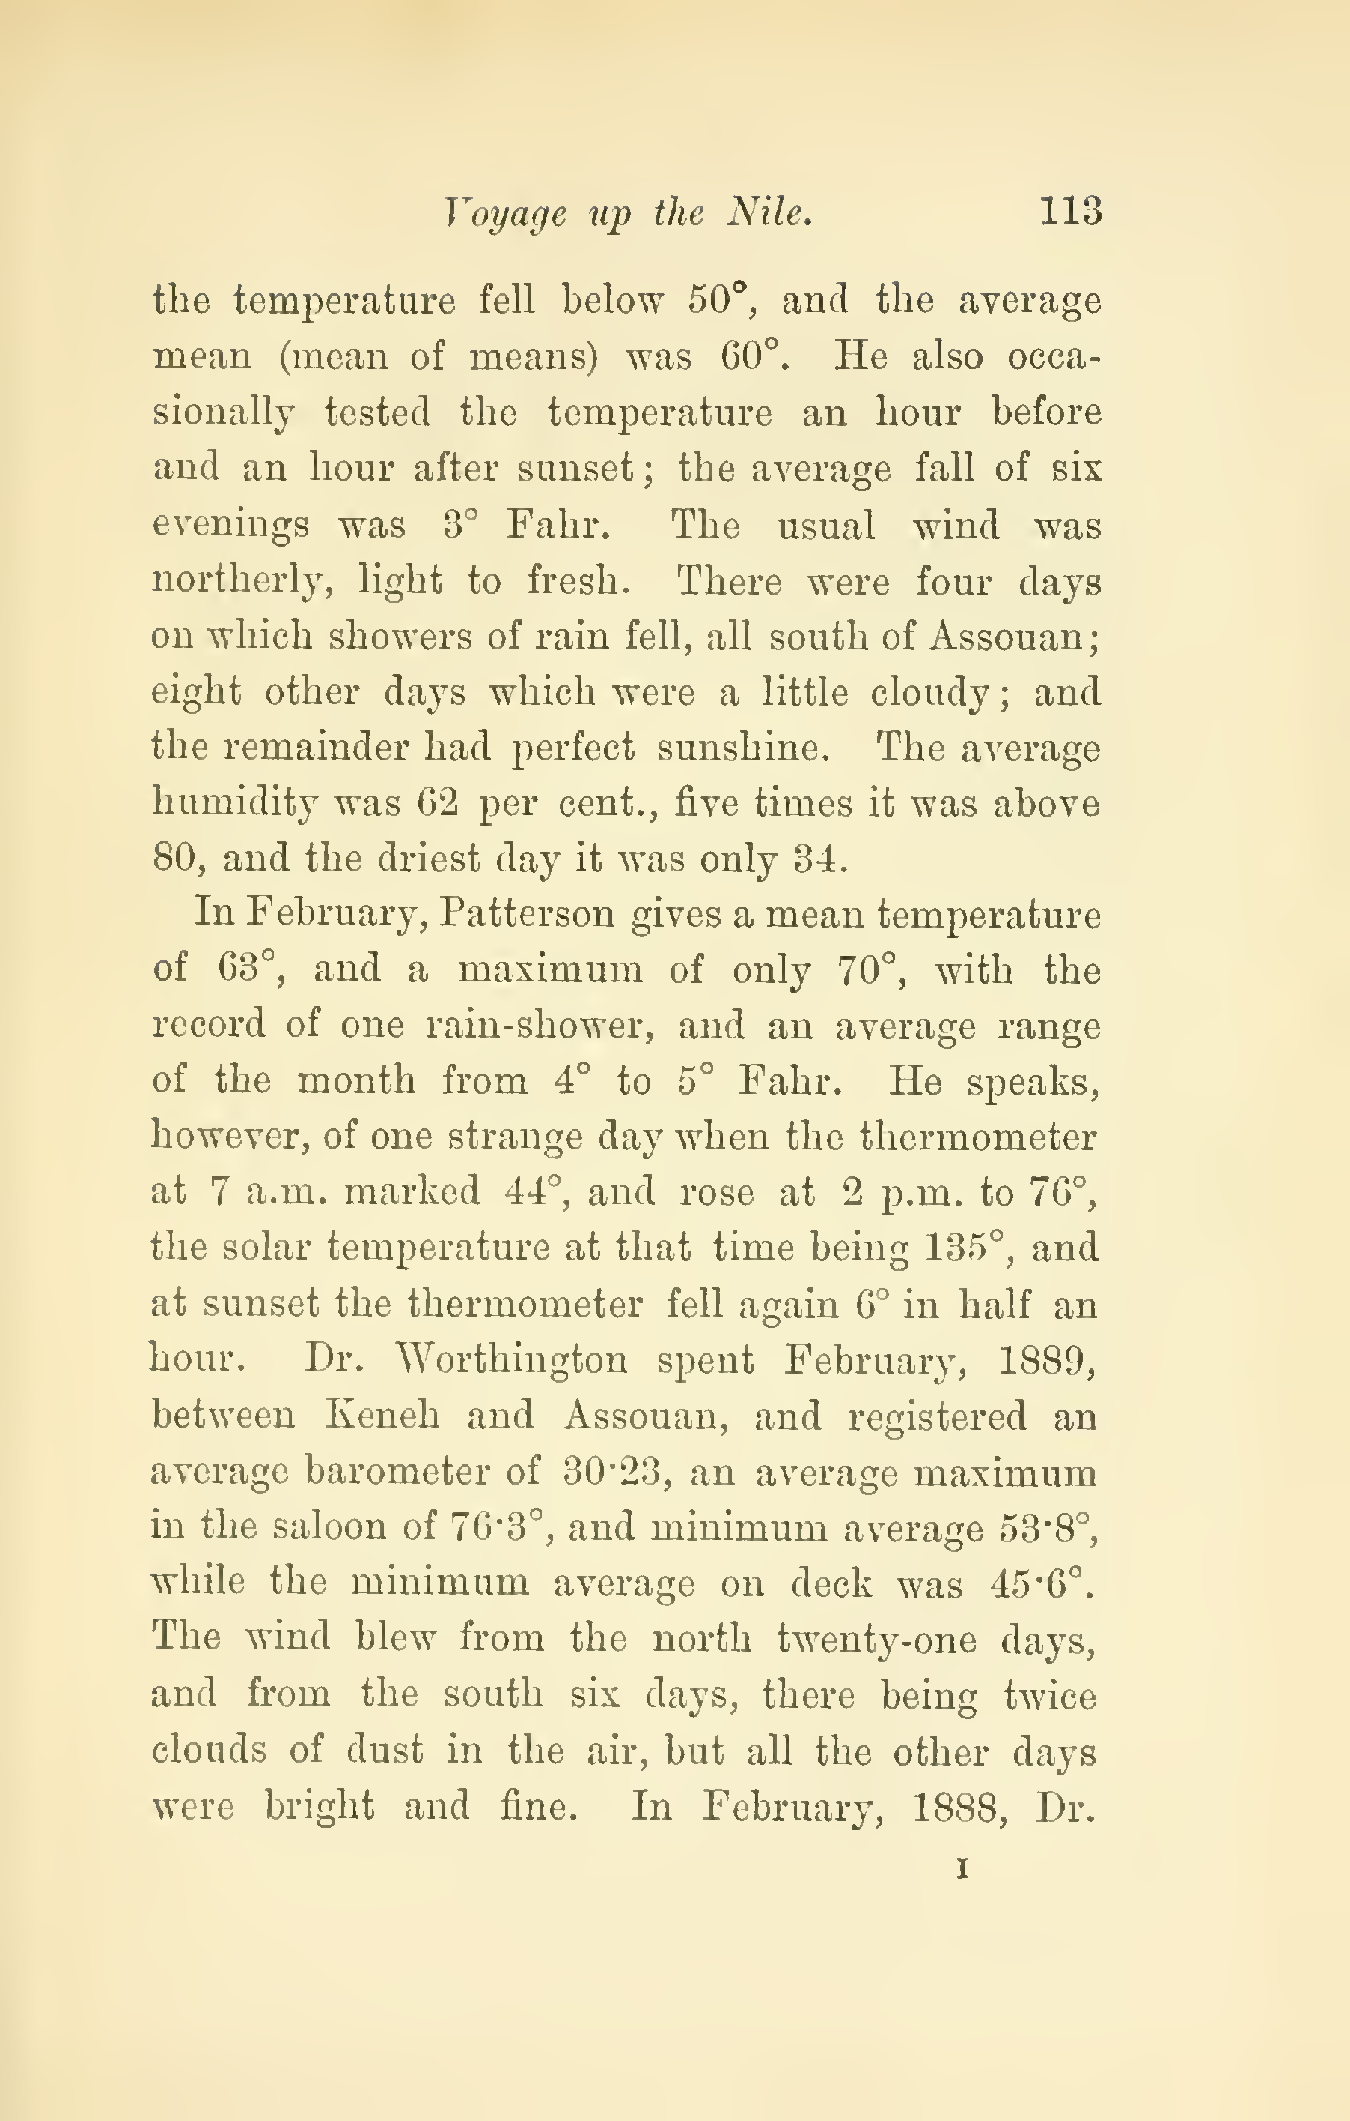 Voyage up the Nile. 113
the temperature fell below 50°, and the average
mean (mean of means) was 60°. He also occa-
sionally tested the temperature an hour before
and an hour after sunset; the average fall of six
evenings was 3° Fahr. The usual wind was
northerly, light to fresh. There were four days
on which showers of rain fell, all south of Assouan;
eight other days which were a little cloudy; and
the remainder had perfect sunshine. The average
humidity was 62 per cent., five times it was above
80, and the driest day it was only 34.
In February, Patterson gives a mean temperature
of 63°, and a maximum of only 70°, with the
record of one rain-shower, and an average range
of the month from 4° to 5° Fahr. He speaks,
however, of one strange day when the thermometer
at 7 a.m. marked 44°, and rose at 2 p.m. to 76°,
the solar temperature at that time being 135°, and
at sunset the thermometer fell again 6° in half an
hour. Dr. Worthington spent February, 1889,
between Keneh and Assouan, and registered an
average barometer of 30·23, an average maximum
in the saloon of 76·3°, and minimum average 53·8°,
while the minimum average on deck was 45·6°.
The wind blew from the north twenty-one days,
and from the south six days, there being twice
clouds of dust in the air, but all the other days
were bright and fine. In February, 1888, Dr.
I